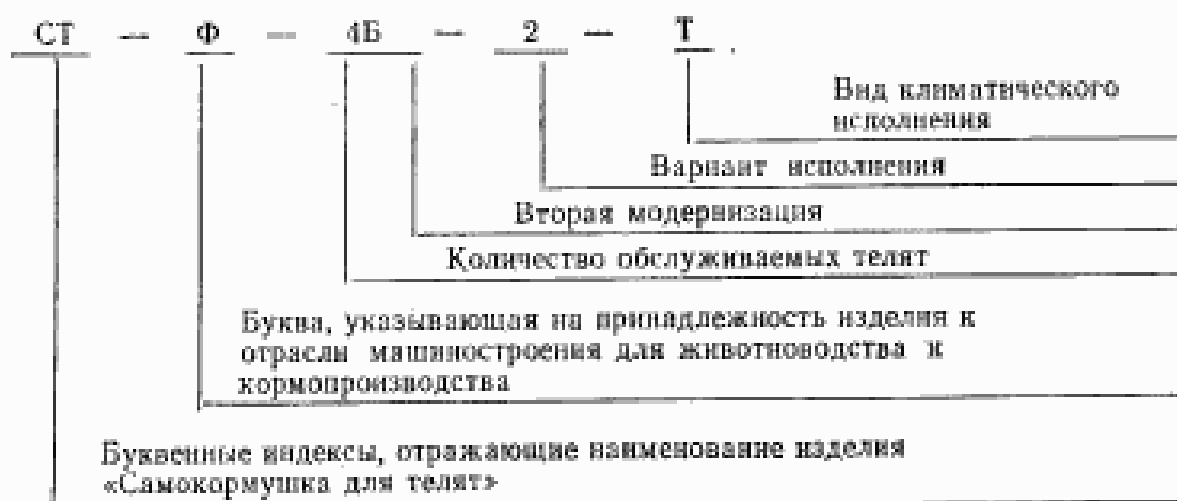 СТ — Ф — 4Б — 2 — Т
Вид климатического
исполнения
Вариант исполнения
Вторая модернизация
Количество обслуживаемых телят
Буква, указывающая на принадлежность изделия к
отраслы машиностроения для животноводства и
кормопроизводства
Буквенные индексы, отражающие наименование изделия
«Самокормушка для телят»